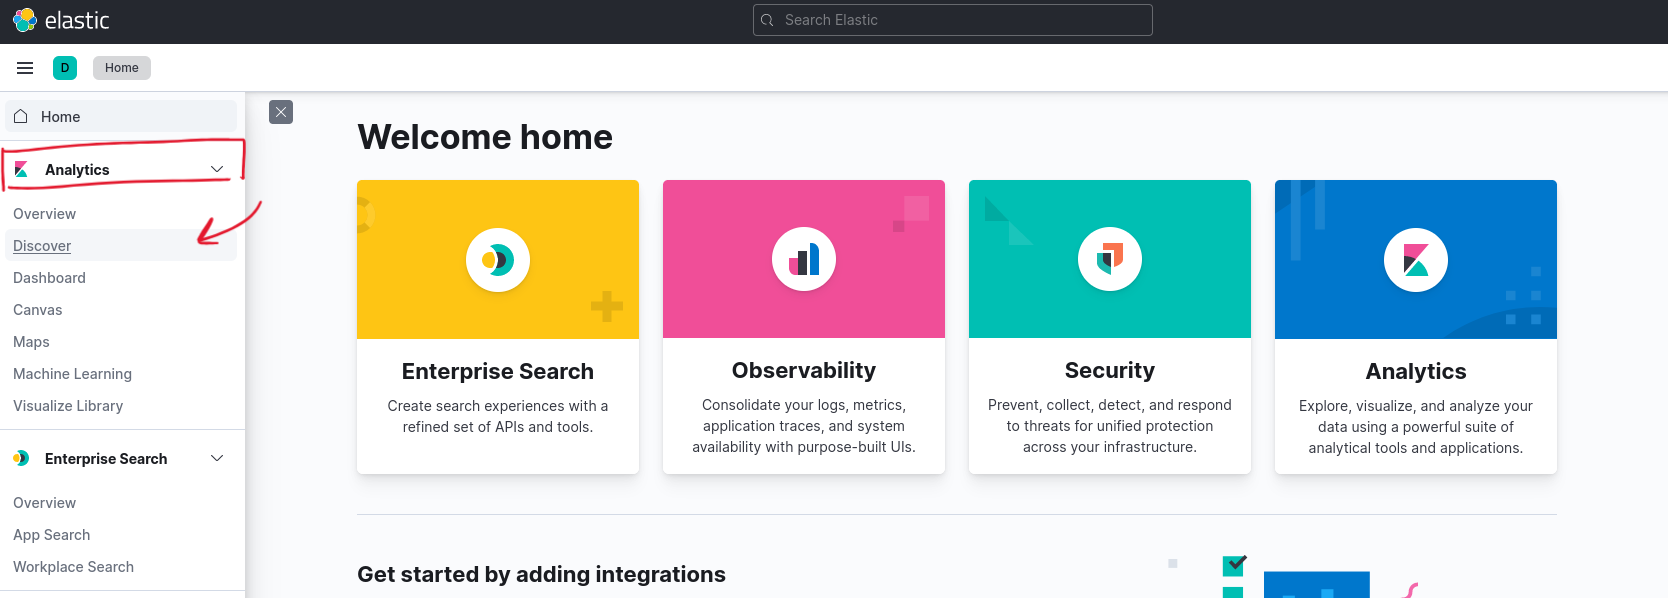 elastic
Search Elastic
D
Home
Home
Analytics
Overview
Discover
Dashboard
Canvas
Maps
Machine Learning
Visualize Library
Enterprise Search
Overview
App Search
Workplace Search
Welcome home
Enterprise Search
Create search experiences with a
refined set of APIs and tools.
Observability
Consolidate your logs, metrics,
application traces, and system
availability with purpose-built UIs.
Security
Prevent, collect, detect, and respond
to threats for unified protection
across your infrastructure.
Analytics
Explore, visualize, and analyze your
data using a powerful suite of
analytical tools and applications.
Get started by adding integrations